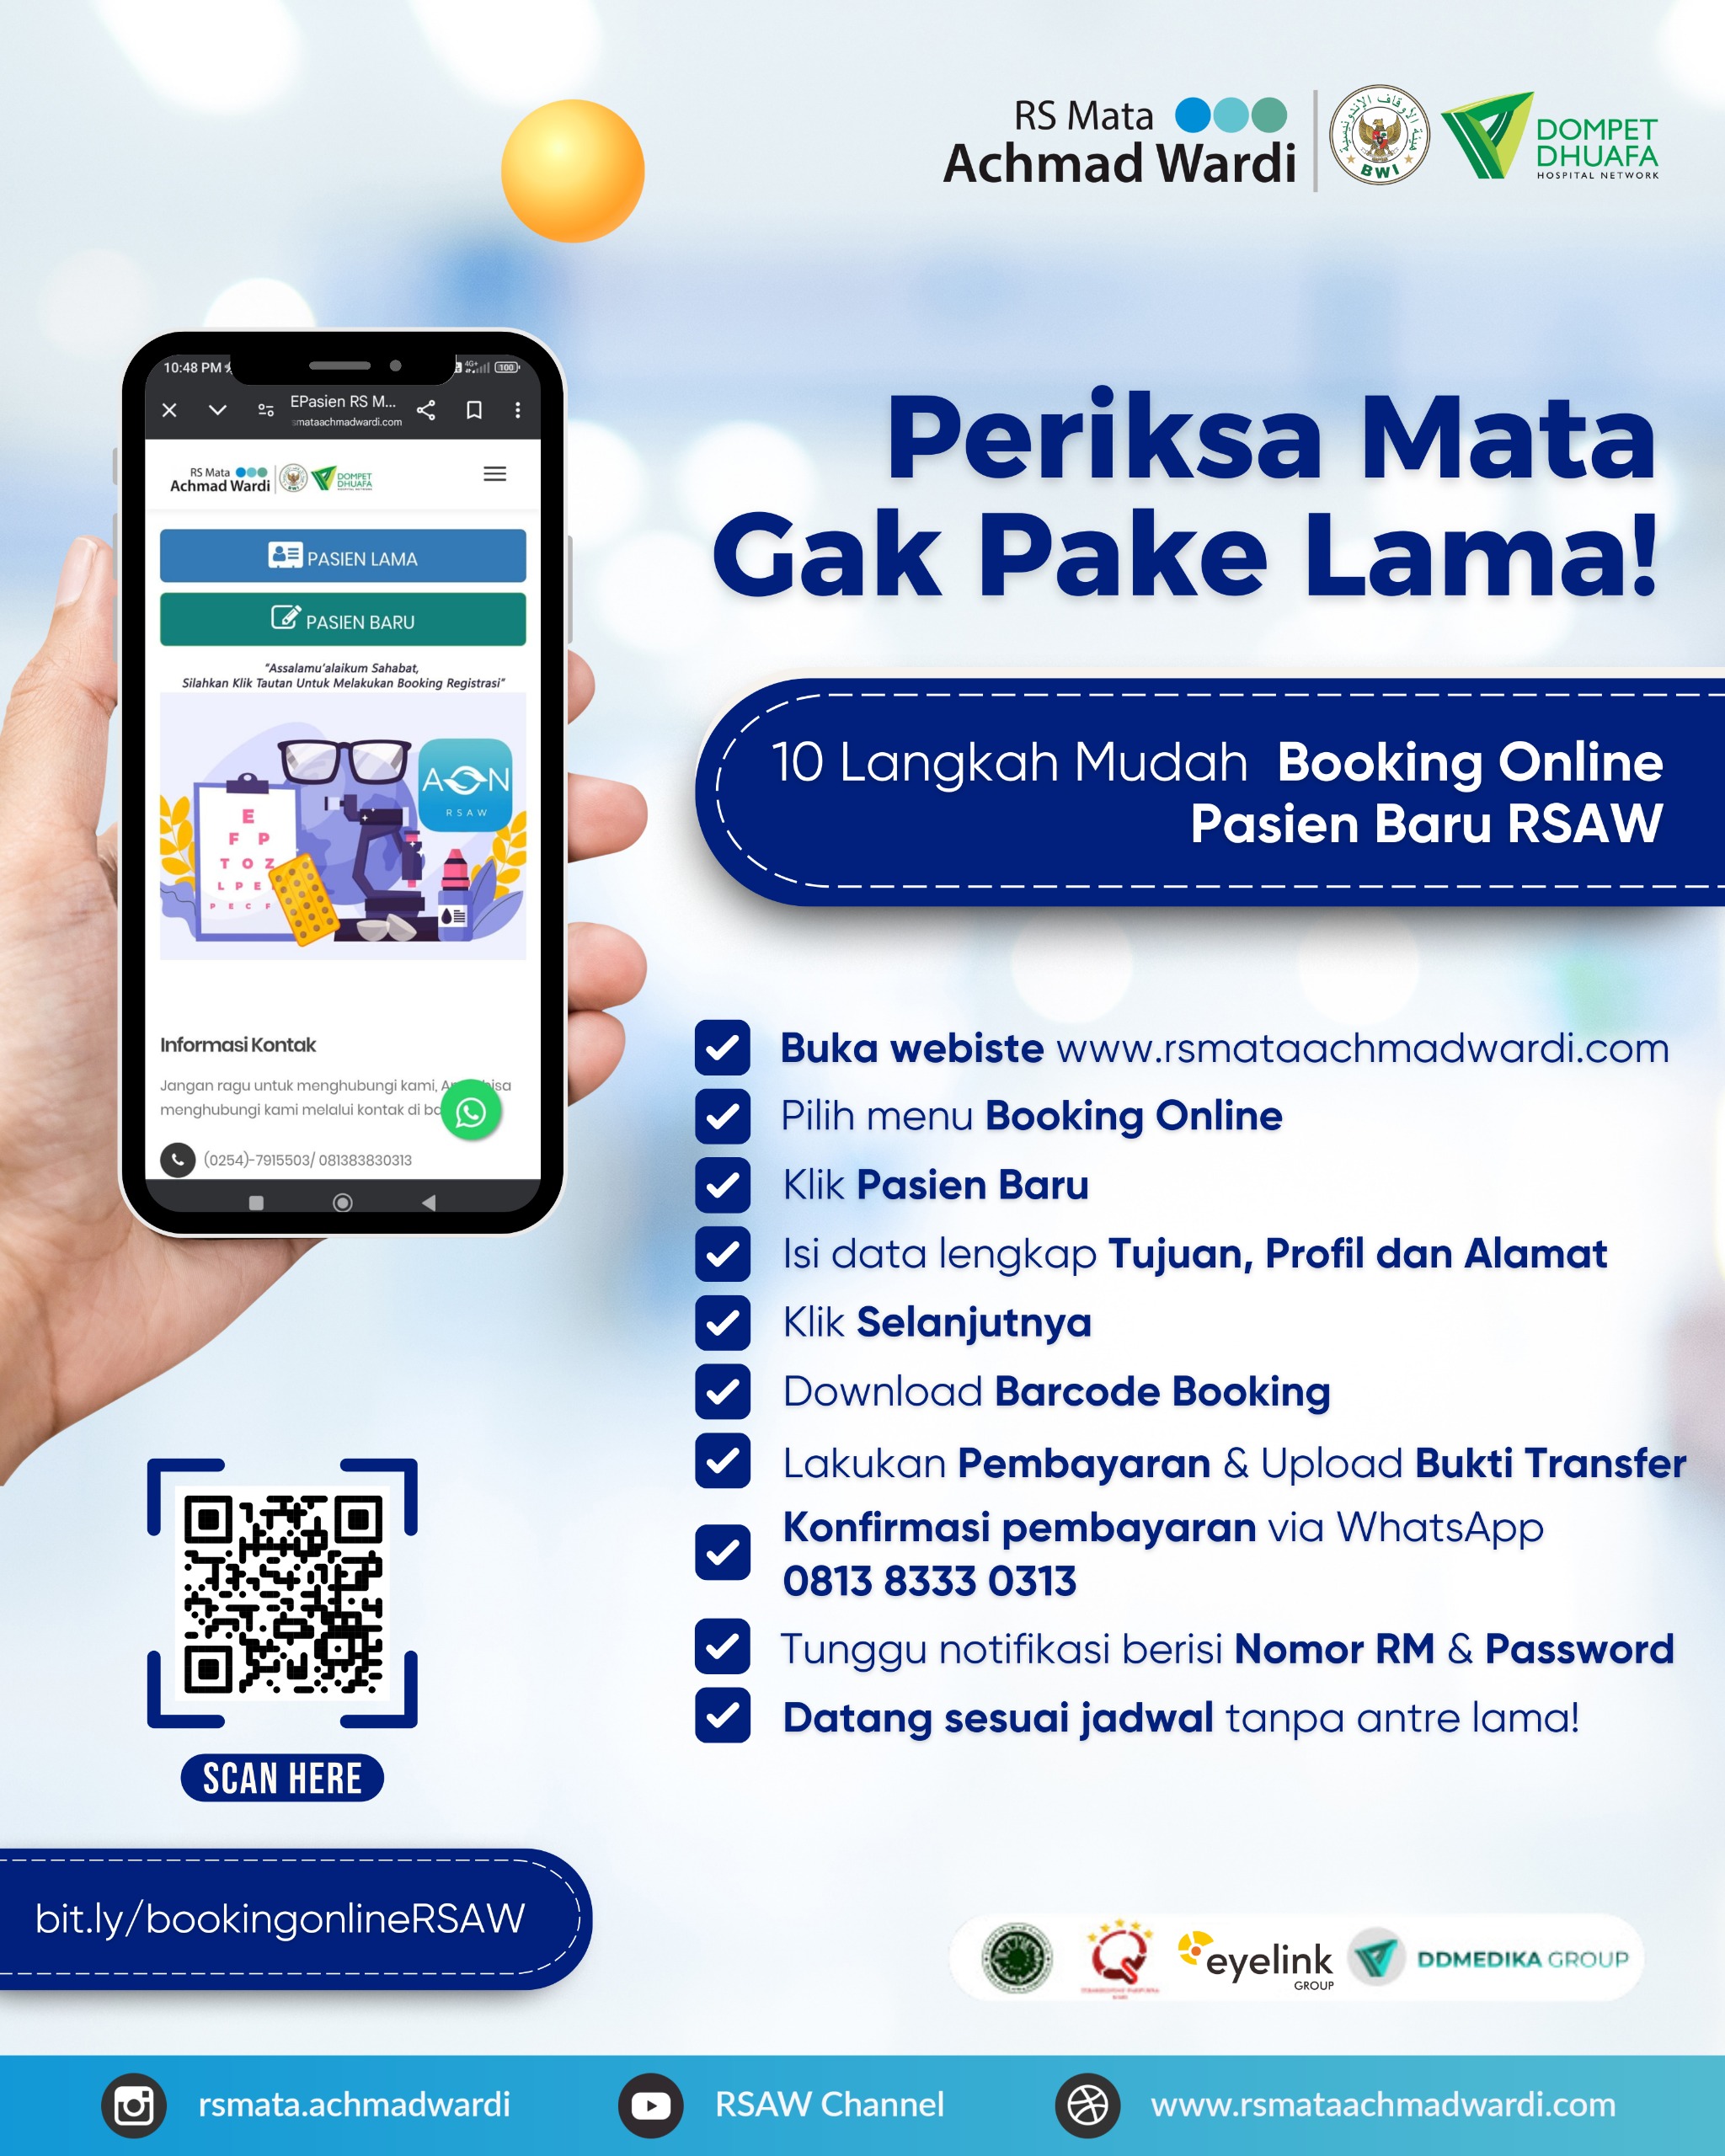 RS Mata
Achmad Wardi
BWI
DOMPET
DHUAFA
HOSPITAL NETWORK
10:48 PM
4G+
100
EPasien RS M...
mataachmadwardi.com
RS Mata
Achmad Wardi
DOMPET
DHUAFA
PASIEN LAMA
PASIEN BARU
"Assalamu'alaikum Sahabat,
Silahkan Klik Tautan Untuk Melakukan Booking Registrasi"
E
F P
T O Z
L P E
P E C F
A N
RSAW
Informasi Kontak
Jangan ragu untuk menghubungi kami,
menghubungi kami melalui kontak di
(0254)-7915503/ 081383830313
Periksa Mata
Gak Pake Lama!
10 Langkah Mudah Booking Online
Pasien Baru RSAW
Buka webiste www.rsmataachmadwardi.com
Pilih menu Booking Online
Klik Pasien Baru
Isi data lengkap Tujuan, Profil dan Alamat
Klik Selanjutnya
Download Barcode Booking
Lakukan Pembayaran & Upload Bukti Transfer
Konfirmasi pembayaran via WhatsApp
0813 8333 0313
Tunggu notifikasi berisi Nomor RM & Password
Datang sesuai jadwal tanpa antre lama!
SCAN HERE
bit.ly/bookingonlineRSAW
eyelink
GROUP
DDMEDIKA GROUP
rsmata.achmadwardi
RSAW Channel
www.rsmataachmadwardi.com